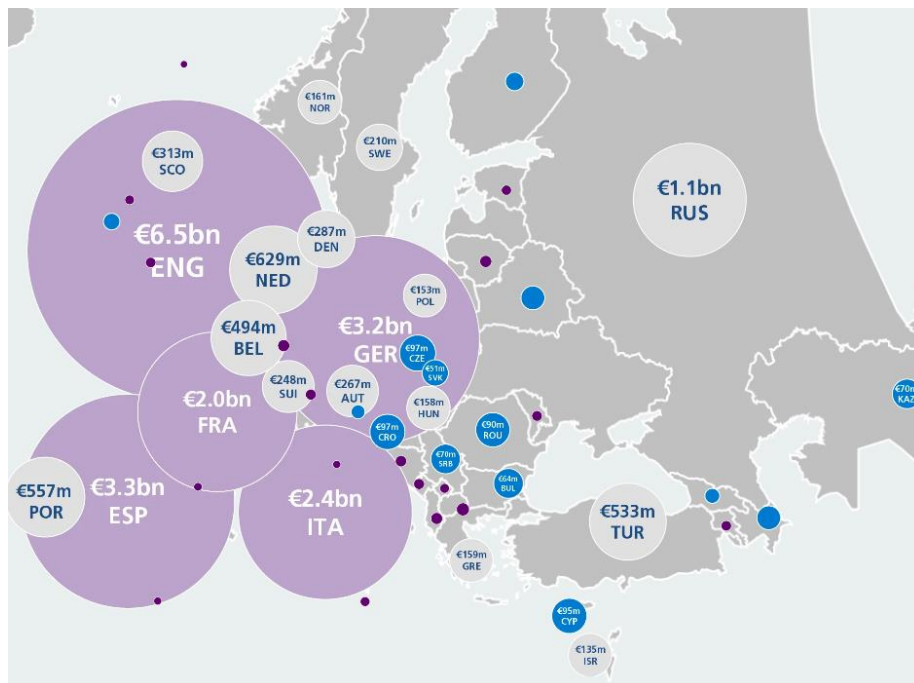 €161m
NOR
€210m
SWE
€313m
SCO
€1.1bn
RUS
€6.5bn
ENG
€287m
DEN
€629m
NED
€153m
POL
€3.2bn
GER
€494m
BEL
€97m
CZE
€51m
SVK
€248m
SUI
€267m
AUT
€2.0bn
FRA
€158m
HUN
€70m
KAZ
€97m
CRO
€90m
ROU
€70m
SRB
€64m
BUL
€557m
POR
€3.3bn
ESP
€2.4bn
ITA
€533m
TUR
€159m
GRE
€95m
CYP
€135m
ISR